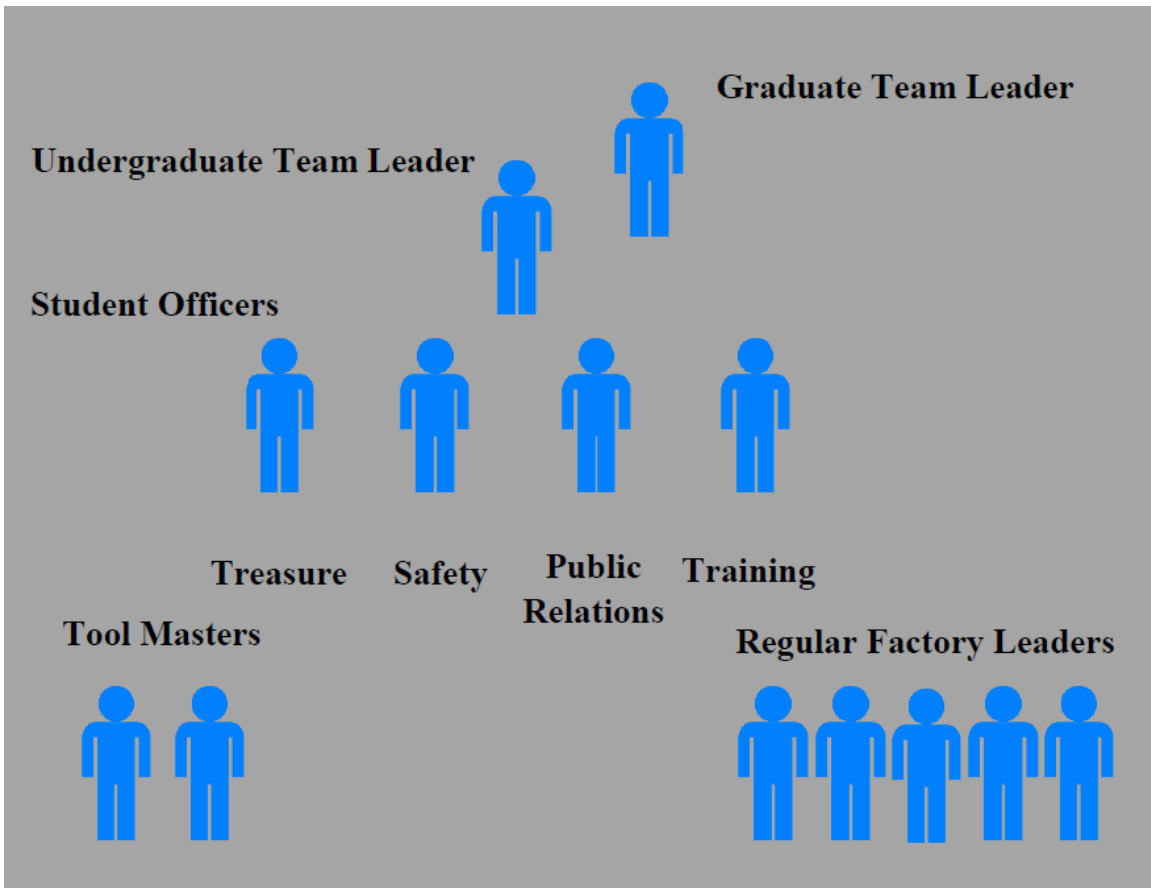 Graduate Team Leader
Undergraduate Team Leader
Student Officers
Treasure
Safety
Public
Relations
Training
Tool Masters
Regular Factory Leaders